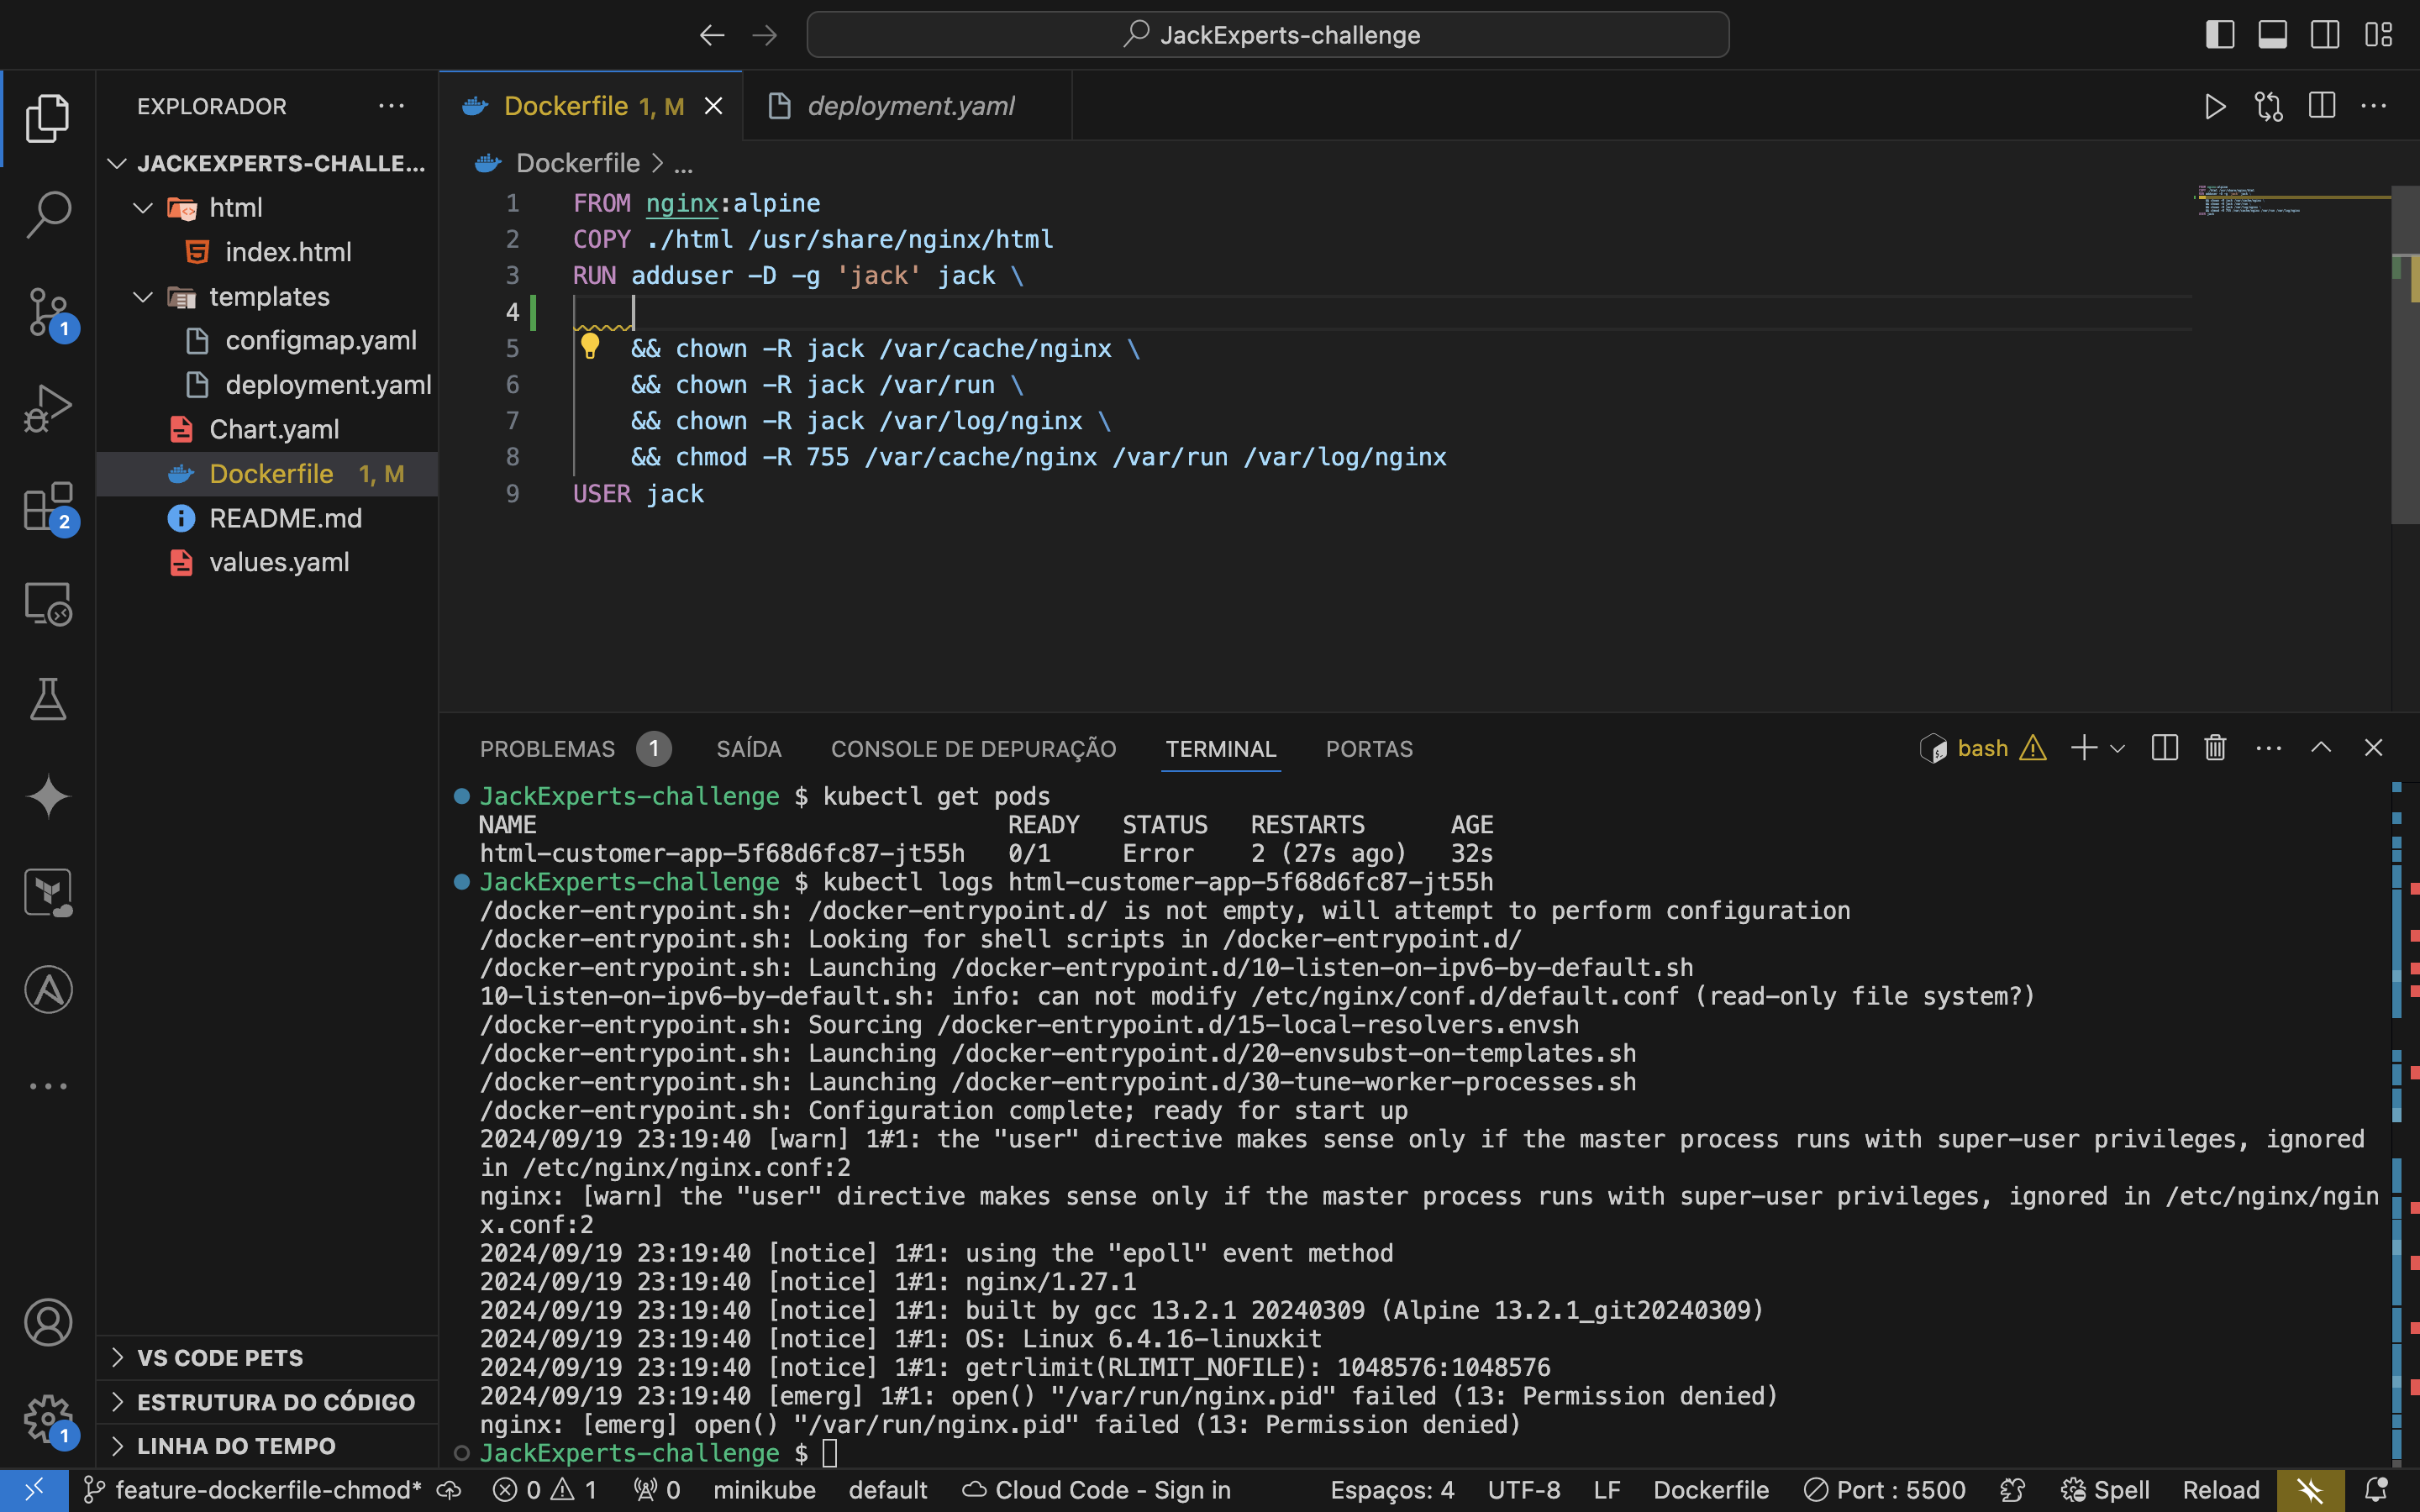 JackExperts-challenge
EXPLORADOR
JACKEXPERTS-CHALLE...
html
index.html
templates
configmap.yaml
deployment.yaml
Chart.yaml
Dockerfile 1, M
README.md
values.yaml
VS CODE PETS
ESTRUTURA DO CÓDIGO
LINHA DO TEMPO
1
2
1
Dockerfile 1, M
deployment.yaml
Dockerfile > ...
1 FROM nginx:alpine
2 COPY ./html /usr/share/nginx/html
3 RUN adduser -D -g 'jack' jack \
4
5 && chown -R jack /var/cache/nginx \
6 && chown -R jack /var/run \
7 && chown -R jack /var/log/nginx \
8 && chmod -R 755 /var/cache/nginx /var/run /var/log/nginx
9 USER jack
PROBLEMAS 1 SAÍDA CONSOLE DE DEPURAÇÃO TERMINAL PORTAS
bash
JackExperts-challenge $ kubectl get pods
NAME READY STATUS RESTARTS AGE
html-customer-app-5f68d6fc87-jt55h 0/1 Error 2 (27s ago) 32s
JackExperts-challenge $ kubectl logs html-customer-app-5f68d6fc87-jt55h
/docker-entrypoint.sh: /docker-entrypoint.d/ is not empty, will attempt to perform configuration
/docker-entrypoint.sh: Looking for shell scripts in /docker-entrypoint.d/
/docker-entrypoint.sh: Launching /docker-entrypoint.d/10-listen-on-ipv6-by-default.sh
10-listen-on-ipv6-by-default.sh: info: can not modify /etc/nginx/conf.d/default.conf (read-only file system?)
/docker-entrypoint.sh: Sourcing /docker-entrypoint.d/15-local-resolvers.envsh
/docker-entrypoint.sh: Launching /docker-entrypoint.d/20-envsubst-on-templates.sh
/docker-entrypoint.sh: Launching /docker-entrypoint.d/30-tune-worker-processes.sh
/docker-entrypoint.sh: Configuration complete; ready for start up
2024/09/19 23:19:40 [warn] 1#1: the "user" directive makes sense only if the master process runs with super-user privileges, ignored
in /etc/nginx/nginx.conf:2
nginx: [warn] the "user" directive makes sense only if the master process runs with super-user privileges, ignored in /etc/nginx/ngin
x.conf:2
2024/09/19 23:19:40 [notice] 1#1: using the "epoll" event method
2024/09/19 23:19:40 [notice] 1#1: nginx/1.27.1
2024/09/19 23:19:40 [notice] 1#1: built by gcc 13.2.1 20240309 (Alpine 13.2.1_git20240309)
2024/09/19 23:19:40 [notice] 1#1: OS: Linux 6.4.16-linuxkit
2024/09/19 23:19:40 [notice] 1#1: getrlimit(RLIMIT_NOFILE): 1048576:1048576
2024/09/19 23:19:40 [emerg] 1#1: open() "/var/run/nginx.pid" failed (13: Permission denied)
nginx: [emerg] open() "/var/run/nginx.pid" failed (13: Permission denied)
JackExperts-challenge $
feature-dockerfile-chmod* 0 1 0 minikube default Cloud Code - Sign in Espaços: 4 UTF-8 LF Dockerfile Port : 5500 Spell Reload